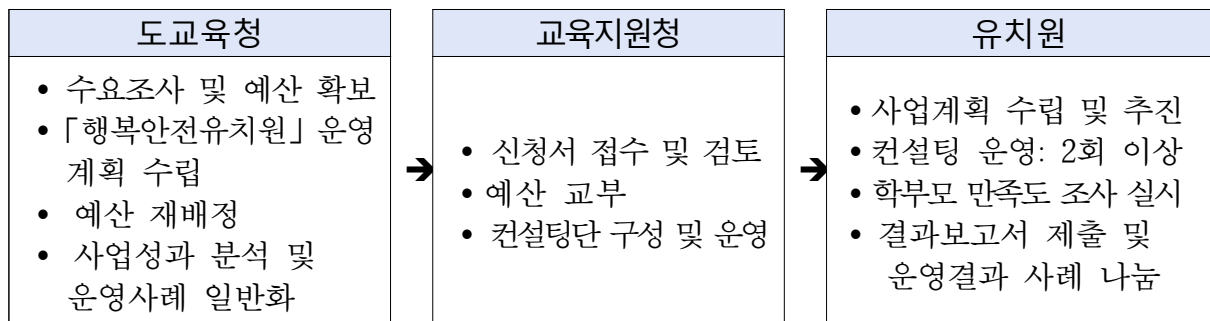 도교육청
• 수요조사 및 예산 확보
•「행복안전유치원」운영
계획 수립
• 예산 재배정
• 사업성과 분석 및
운영사례 일반화
➔
교육지원청
• 신청서 접수 및 검토
• 예산 교부
• 컨설팅단 구성 및 운영
➔
유치원
• 사업계획 수립 및 추진
• 컨설팅 운영: 2회 이상
• 학부모 만족도 조사 실시
• 결과보고서 제출 및
운영결과 사례 나눔